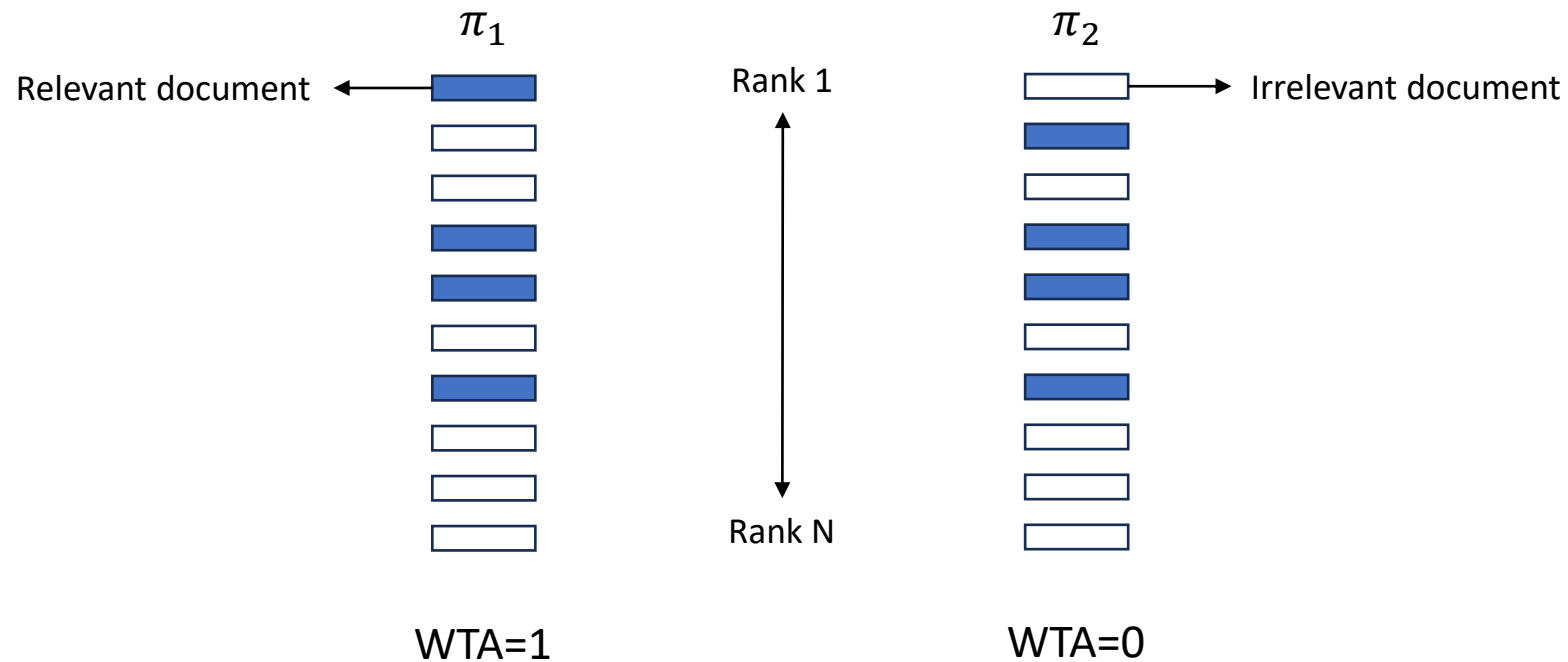 π₁
π₂
Relevant document
Rank 1
Irrelevant document
Rank N
WTA=1
WTA=0